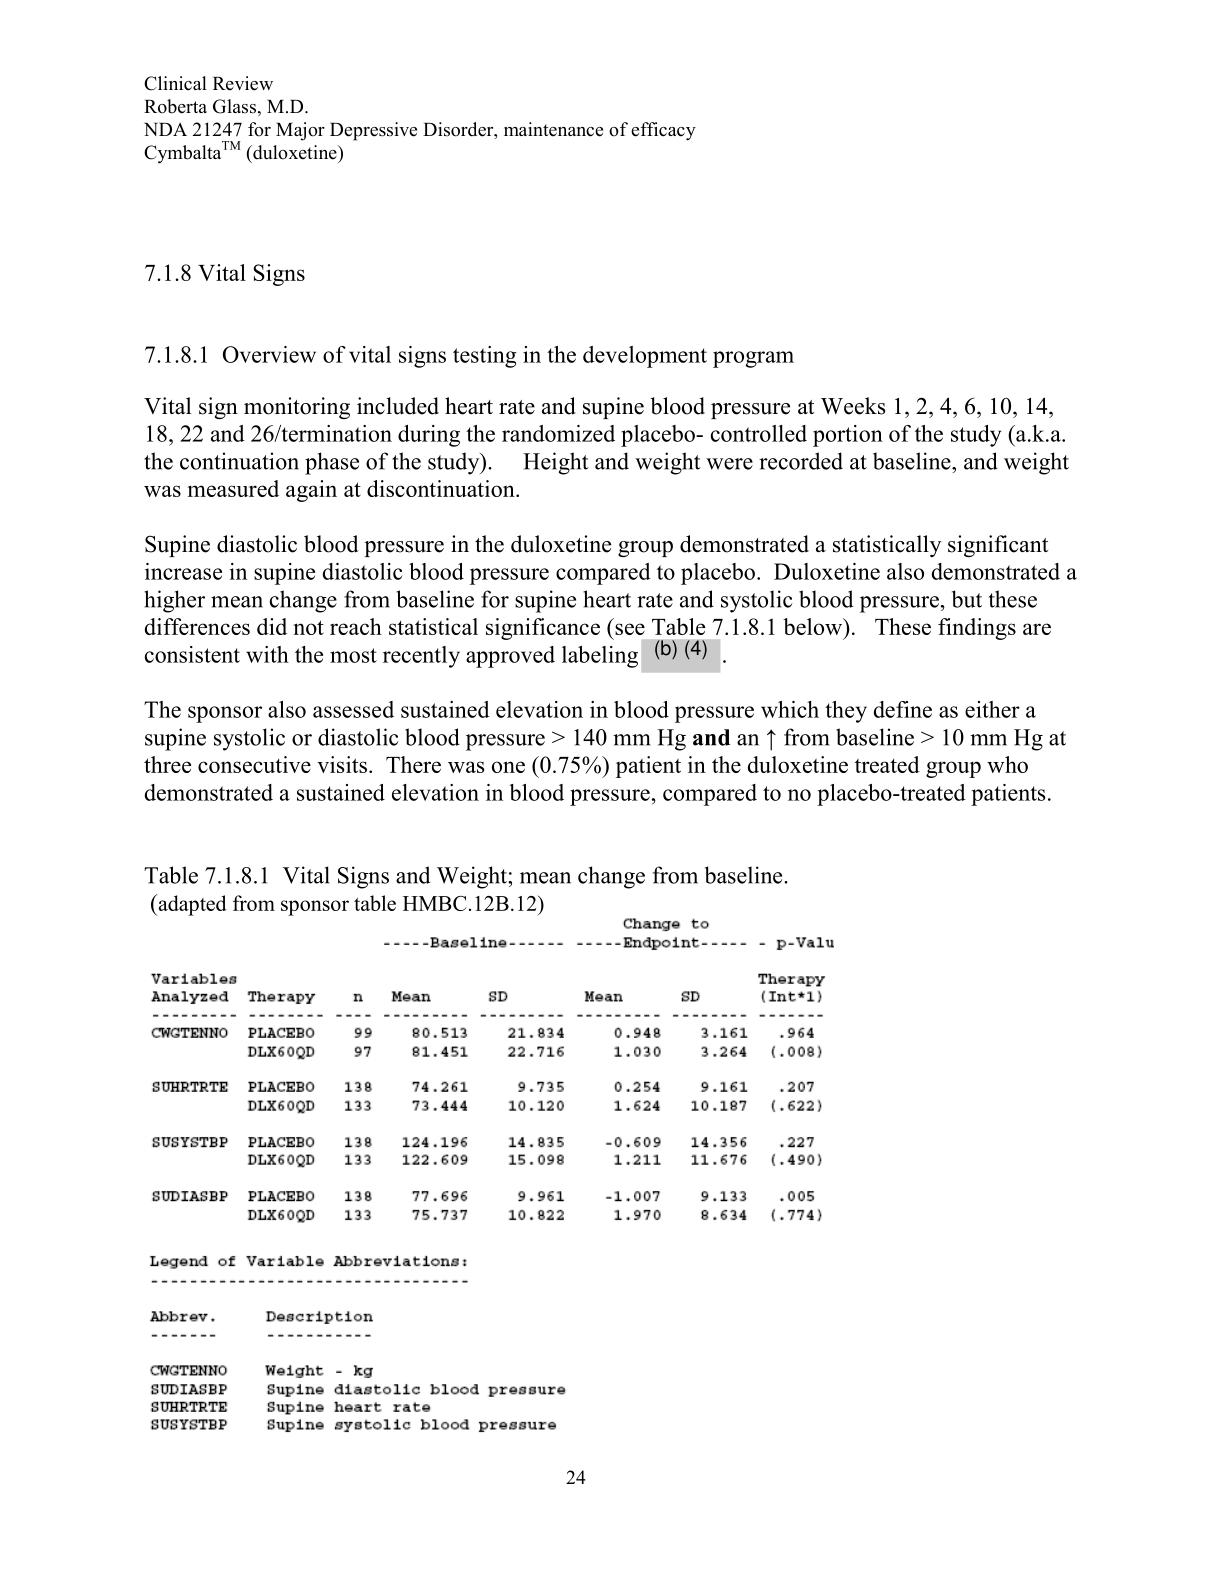 Clinical Review
Roberta Glass, M.D.
NDA 21247 for Major Depressive Disorder, maintenance of efficacy
Cymbalta™ (duloxetine)
7.1.8 Vital Signs
7.1.8.1 Overview of vital signs testing in the development program
Vital sign monitoring included heart rate and supine blood pressure at Weeks 1, 2, 4, 6, 10, 14,
18, 22 and 26/termination during the randomized placebo- controlled portion of the study (a.k.a.
the continuation phase of the study). Height and weight were recorded at baseline, and weight
was measured again at discontinuation.
Supine diastolic blood pressure in the duloxetine group demonstrated a statistically significant
increase in supine diastolic blood pressure compared to placebo. Duloxetine also demonstrated a
higher mean change from baseline for supine heart rate and systolic blood pressure, but these
differences did not reach statistical significance (see Table 7.1.8.1 below). These findings are
consistent with the most recently approved labeling (b) (4) .
The sponsor also assessed sustained elevation in blood pressure which they define as either a
supine systolic or diastolic blood pressure > 140 mm Hg and an ↑ from baseline > 10 mm Hg at
three consecutive visits. There was one (0.75%) patient in the duloxetine treated group who
demonstrated a sustained elevation in blood pressure, compared to no placebo-treated patients.
Table 7.1.8.1 Vital Signs and Weight; mean change from baseline.
(adapted from sponsor table HMBC.12B.12)
Change to
-----Baseline------ -----Endpoint----- - p-Valu
Variables Therapy
Analyzed Therapy n Mean SD Mean SD (Int*1)
--------- -------- ---- --------- --------- --------- -------- -------
CWGTENNO PLACEBO 99 80.513 21.834 0.948 3.161 .964
DLX60QD 97 81.451 22.716 1.030 3.264 (.008)
SUHRTRTE PLACEBO 138 74.261 9.735 0.254 9.161 .207
DLX60QD 133 73.444 10.120 1.624 10.187 (.622)
SUSYSTBP PLACEBO 138 124.196 14.835 -0.609 14.356 .227
DLX60QD 133 122.609 15.098 1.211 11.676 (.490)
SUDIASBP PLACEBO 138 77.696 9.961 -1.007 9.133 .005
DLX60QD 133 75.737 10.822 1.970 8.634 (.774)
Legend of Variable Abbreviations:
---------------------------------
Abbrev. Description
------- -----------
CWGTENNO Weight - kg
SUDIASBP Supine diastolic blood pressure
SUHRTRTE Supine heart rate
SUSYSTBP Supine systolic blood pressure
24